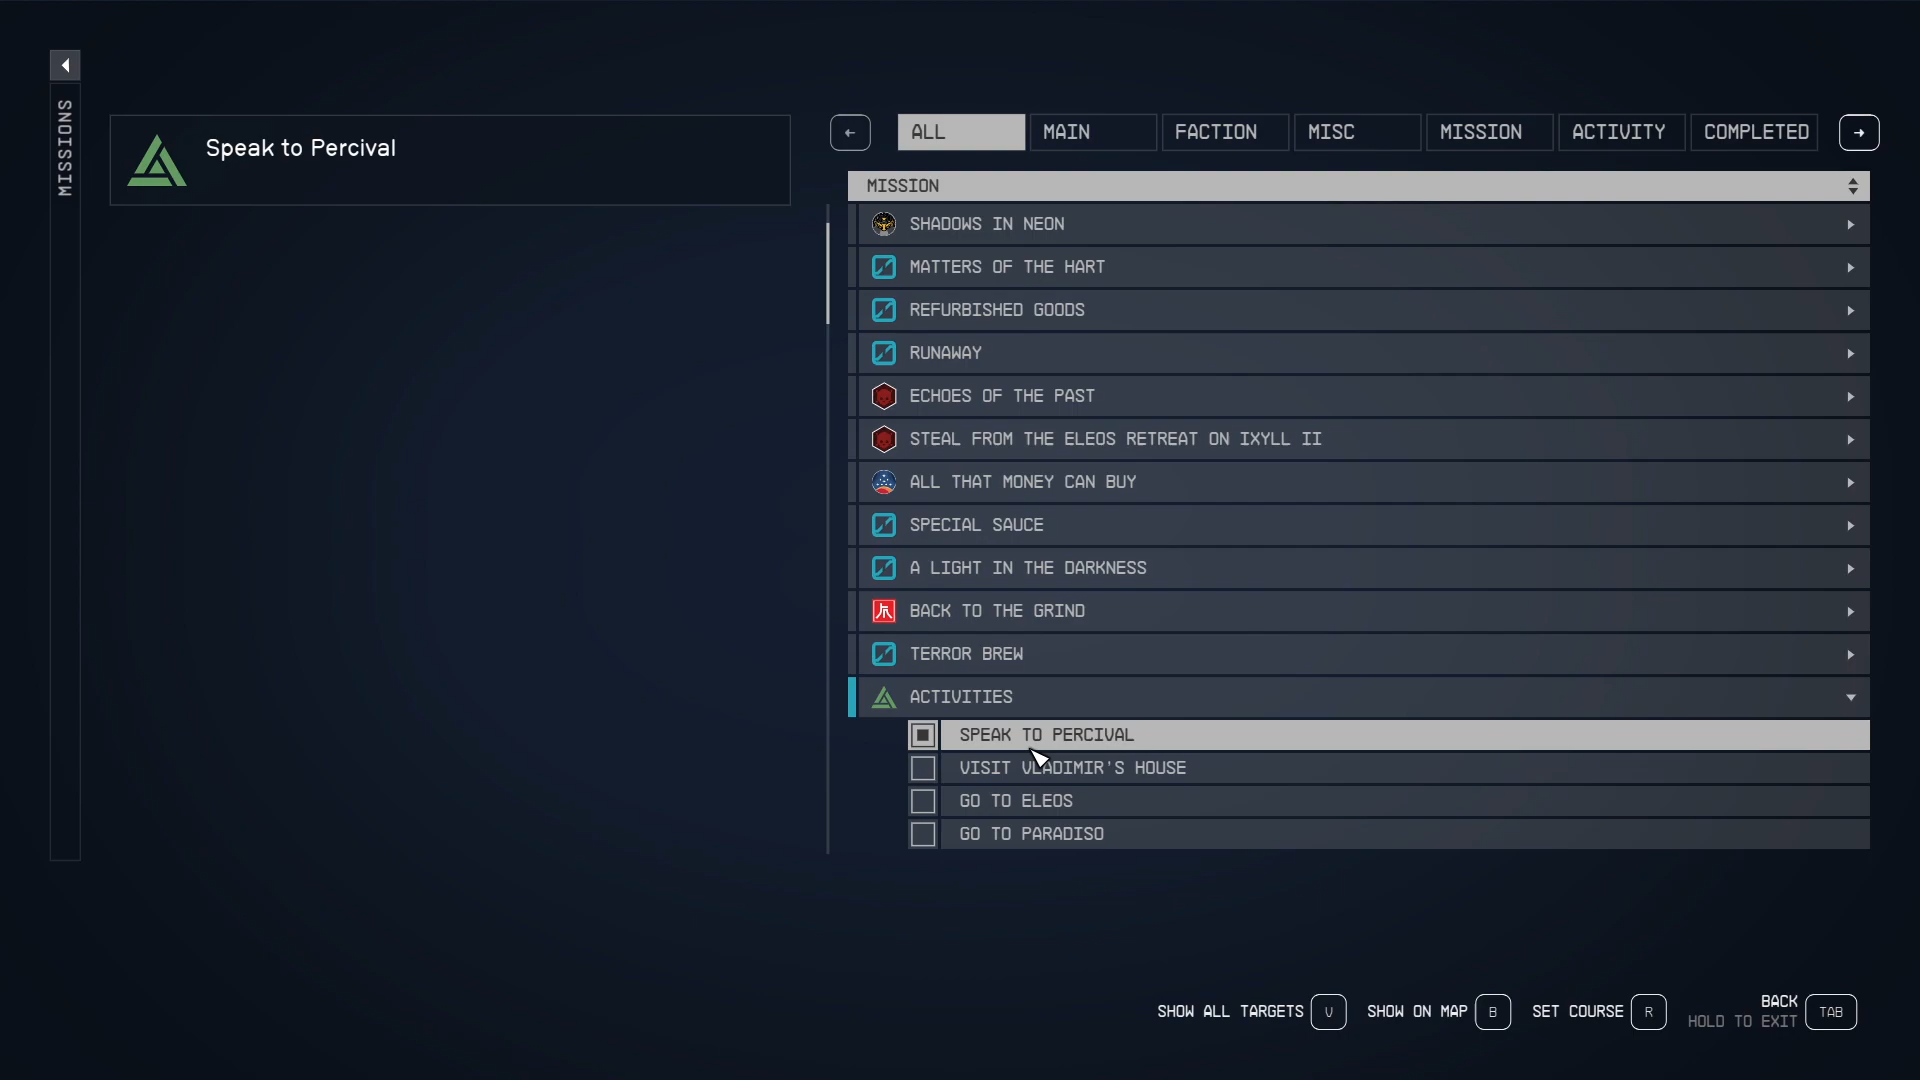 MISSIONS
Speak to Percival
ALL MAIN FACTION MISC MISSION ACTIVITY COMPLETED
MISSION
SHADOWS IN NEON
MATTERS OF THE HART
REFURBISHED GOODS
RUNAWAY
ECHOES OF THE PAST
STEAL FROM THE ELEOS RETREAT ON IXYLL II
ALL THAT MONEY CAN BUY
SPECIAL SAUCE
A LIGHT IN THE DARKNESS
BACK TO THE GRIND
TERROR BREW
ACTIVITIES
SPEAK TO PERCIVAL
VISIT VLADIMIR'S HOUSE
GO TO ELEOS
GO TO PARADISO
SHOW ALL TARGETS V SHOW ON MAP B SET COURSE R BACK TAB
HOLD TO EXIT